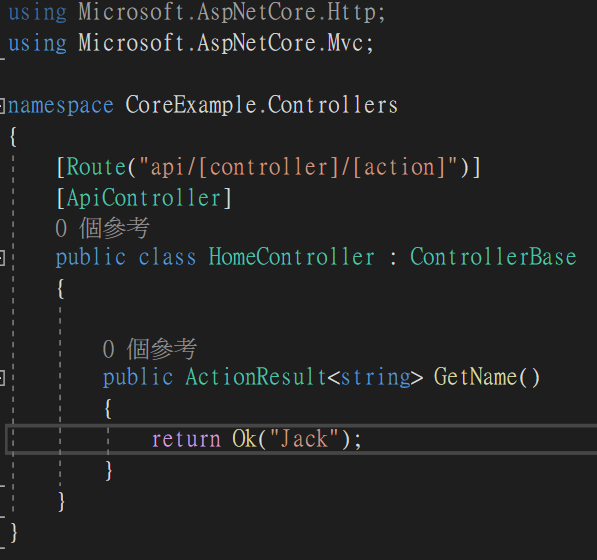 using Microsoft.AspNetCore.Http;
using Microsoft.AspNetCore.Mvc;
namespace CoreExample.Controllers
{
[Route("api/[controller]/[action]")]
[ApiController]
0 個參考
public class HomeController : ControllerBase
{
0 個參考
public ActionResult<string> GetName()
{
return Ok("Jack");
}
}
}